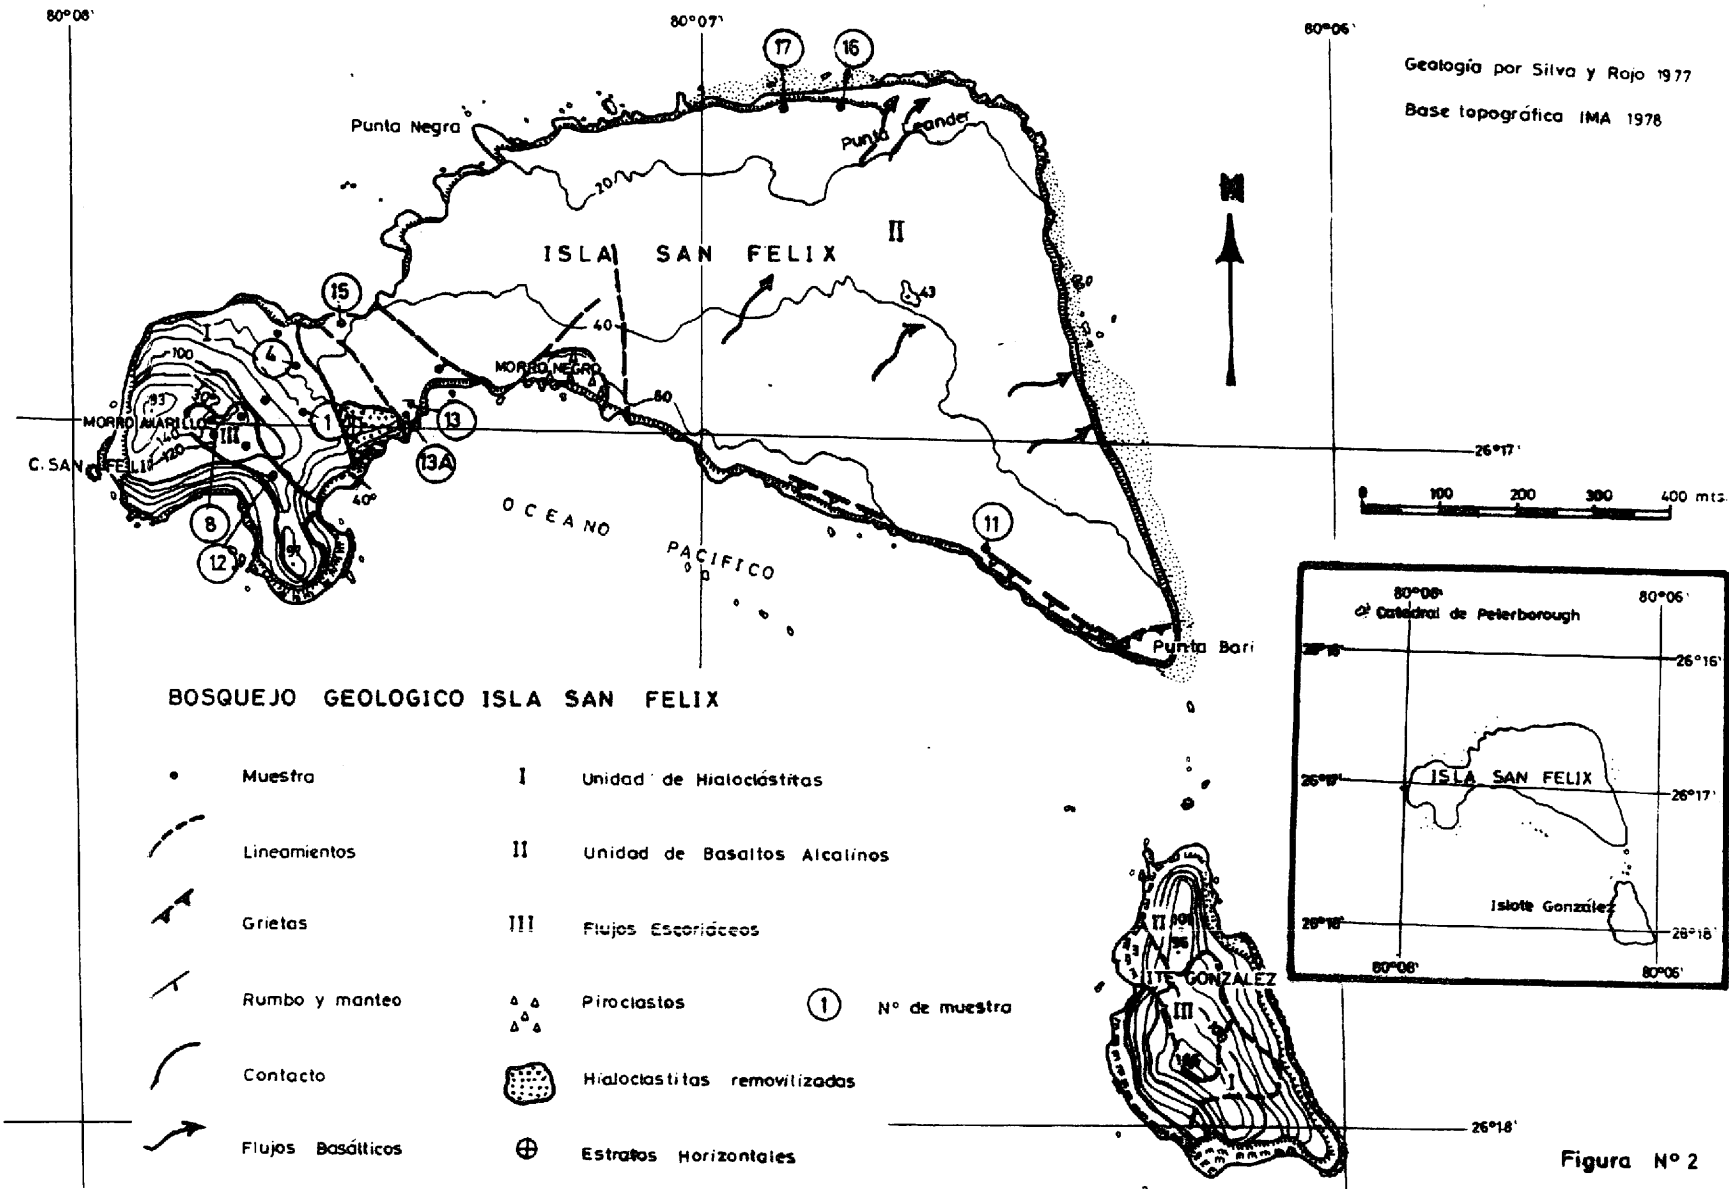 80°08'
80°07'
80°06'
Geología por Silva y Rojo 1977
Base topográfica IMA 1978
17
16
Punta Negra
Punta Leander
20
N
II
ISLA SAN FELIX
43
15
I
4
100
40
MORRO NEGRO
93
30°
MORRO AMARILLO
III
1
13
60
140
120
C. SAN FELIX
13A
26°17'
40°
8
12
97
OCEANO
PACIFICO
11
0 100 200 300 400 mts.
Punta Bari
80°08'
80°06'
Catedral de Peterborough
26°16'
26°16'
ISLA SAN FELIX
26°17'
26°17'
Islote González
26°18'
26°18'
80°08'
80°06'
BOSQUEJO GEOLOGICO ISLA SAN FELIX
Muestra
I Unidad de Hialoclástitas
Lineamientos
II Unidad de Basaltos Alcalinos
Grietas
III Flujos Escoriáceos
Rumbo y manteo
Piroclastos
1 N° de muestra
Contacto
Hialoclastitas removilizadas
Flujos Basálticos
Estratos Horizontales
II
ITE GONZALEZ
III
I
26°18'
Figura N° 2